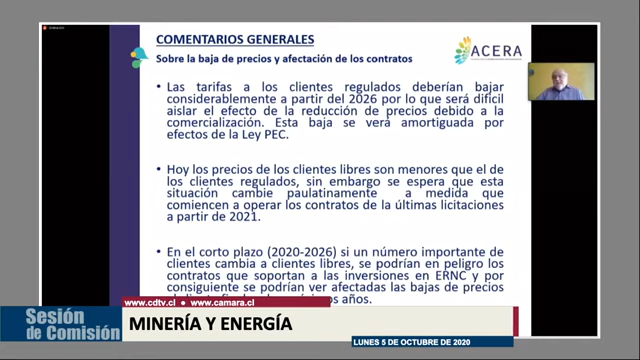 COMENTARIOS GENERALES
Sobre la baja de precios y afectación de los contratos
ACERA
• Las tarifas a los clientes regulados deberían bajar
considerablemente a partir del 2026 por lo que será difícil
aislar el efecto de la reducción de precios debido a la
comercialización. Esta baja se verá amortiguada por
efectos de la Ley PEC.
• Hoy los precios de los clientes libres son menores que el de
los clientes regulados, sin embargo se espera que esta
situación cambie paulatinamente a medida que
comiencen a operar los contratos de la últimas licitaciones
a partir de 2021.
• En el corto plazo (2020-2026) si un número importante de
clientes cambia a clientes libres, se podrían en peligro los
contratos que soportan a las inversiones en ERNC y por
consiguiente se podrían ver afectadas las bajas de precios
años.
www.cdtv.cl • www.camara.cl
Sesión
de Comisión
MINERÍA Y ENERGÍA
LUNES 5 DE OCTUBRE DE 2020